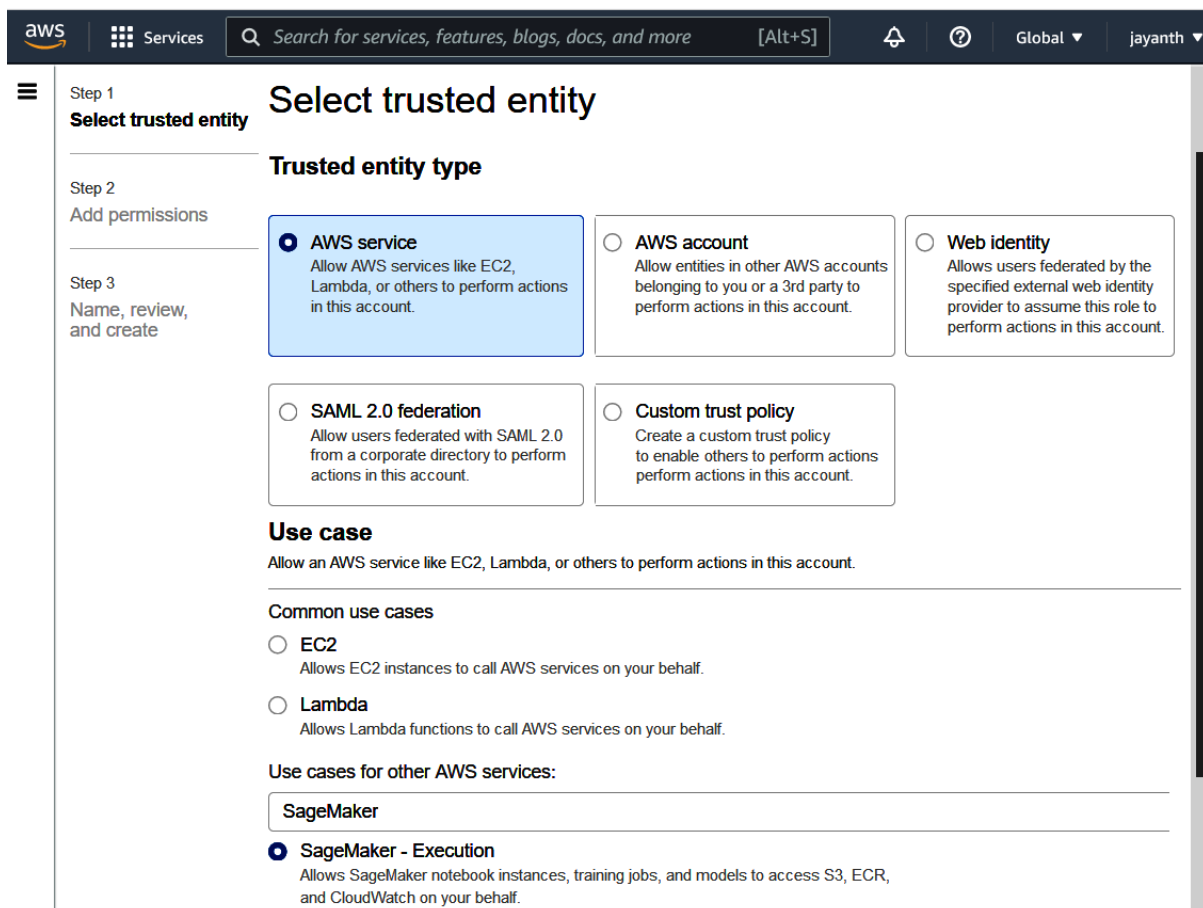 aws
Services
Search for services, features, blogs, docs, and more
[Alt+S]
Global
jayanth
Step 1
Select trusted entity
Step 2
Add permissions
Step 3
Name, review,
and create
Select trusted entity
Trusted entity type
AWS service
Allow AWS services like EC2,
Lambda, or others to perform actions
in this account.
AWS account
Allow entities in other AWS accounts
belonging to you or a 3rd party to
perform actions in this account.
Web identity
Allows users federated by the
specified external web identity
provider to assume this role to
perform actions in this account.
SAML 2.0 federation
Allow users federated with SAML 2.0
from a corporate directory to perform
actions in this account.
Custom trust policy
Create a custom trust policy
to enable others to perform actions
perform actions in this account.
Use case
Allow an AWS service like EC2, Lambda, or others to perform actions in this account.
Common use cases
EC2
Allows EC2 instances to call AWS services on your behalf.
Lambda
Allows Lambda functions to call AWS services on your behalf.
Use cases for other AWS services:
SageMaker
SageMaker - Execution
Allows SageMaker notebook instances, training jobs, and models to access S3, ECR,
and CloudWatch on your behalf.